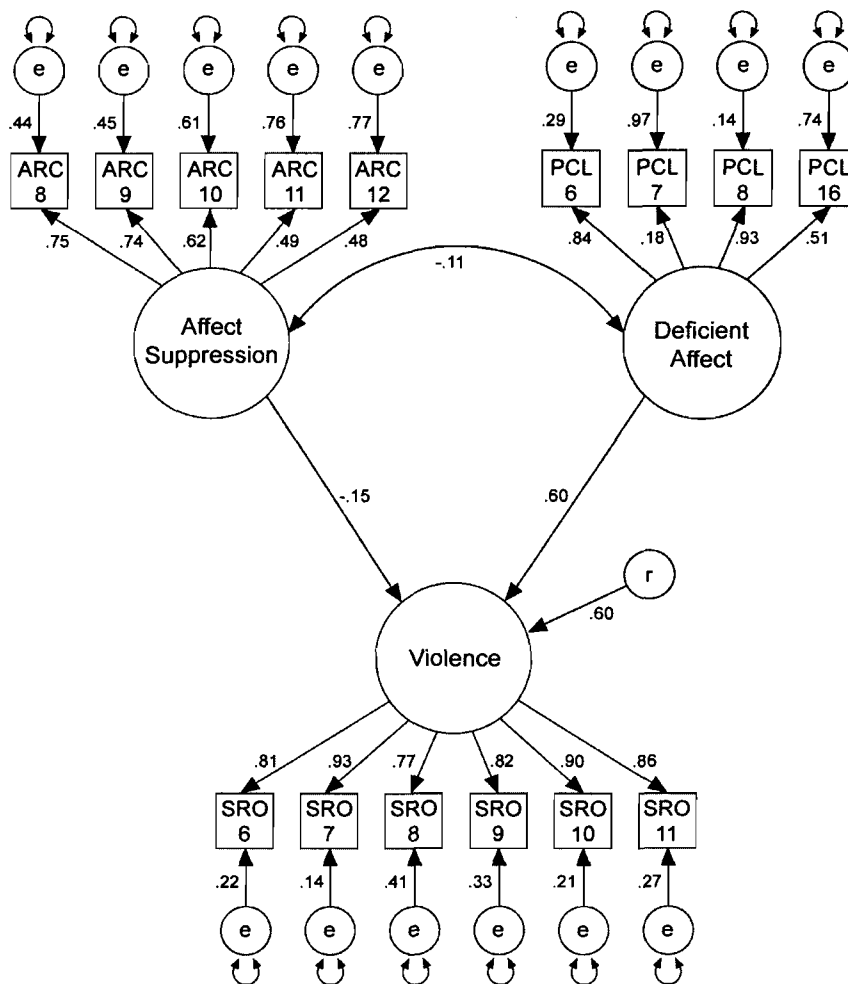 e e e e e
e e e e
.44 .45 .61 .76 .77
.29 .97 .14 .74
ARC ARC ARC ARC ARC
8 9 10 11 12
PCL PCL PCL PCL
6 7 8 16
.75 .74 .62 .49 .48
.84 .18 .93 .51
-.11
Affect
Suppression
Deficient
Affect
-.15 .60
r
.60
Violence
.81 .93 .77 .82 .90 .86
SRO SRO SRO SRO SRO SRO
6 7 8 9 10 11
.22 .14 .41 .33 .21 .27
e e e e e e